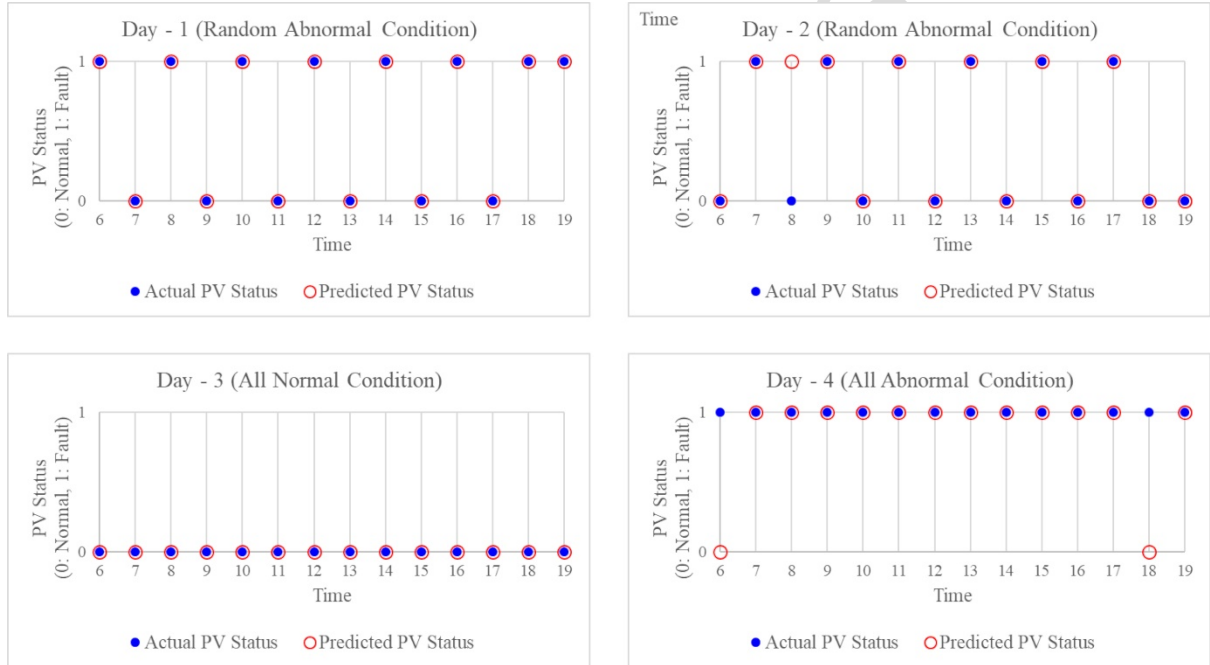 Day - 1 (Random Abnormal Condition)
PV Status
(0: Normal, 1: Fault)
1
0
6 7 8 9 10 11 12 13 14 15 16 17 18 19
Time
Actual PV Status Predicted PV Status
Time
Day - 2 (Random Abnormal Condition)
PV Status
(0: Normal, 1: Fault)
1
0
6 7 8 9 10 11 12 13 14 15 16 17 18 19
Time
Actual PV Status Predicted PV Status
Day - 3 (All Normal Condition)
PV Status
(0: Normal, 1: Fault)
1
0
6 7 8 9 10 11 12 13 14 15 16 17 18 19
Time
Actual PV Status Predicted PV Status
Day - 4 (All Abnormal Condition)
PV Status
(0: Normal, 1: Fault)
1
0
6 7 8 9 10 11 12 13 14 15 16 17 18 19
Time
Actual PV Status Predicted PV Status